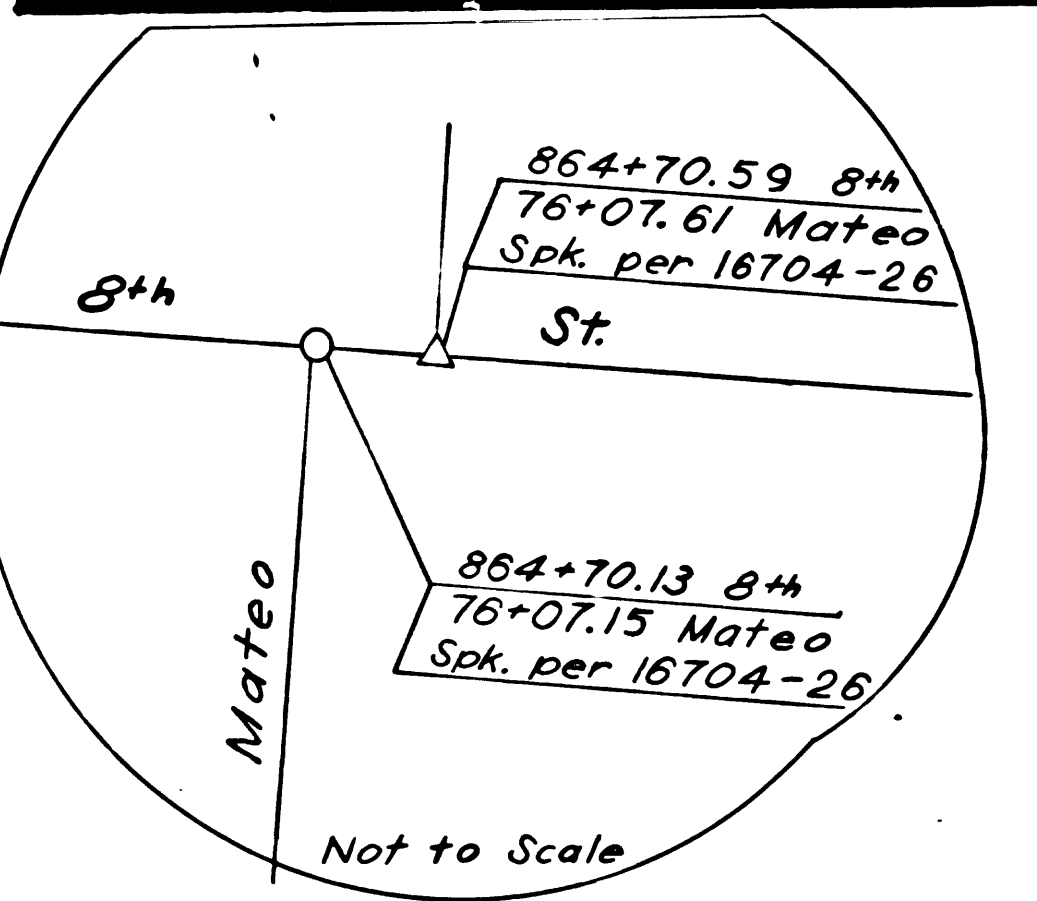 864+70.59 8th
76+07.61 Mateo
Spk. per 16704-26
8th
St.
864+70.13 8th
76+07.15 Mateo
Spk. per 16704-26
Mateo
Not to Scale